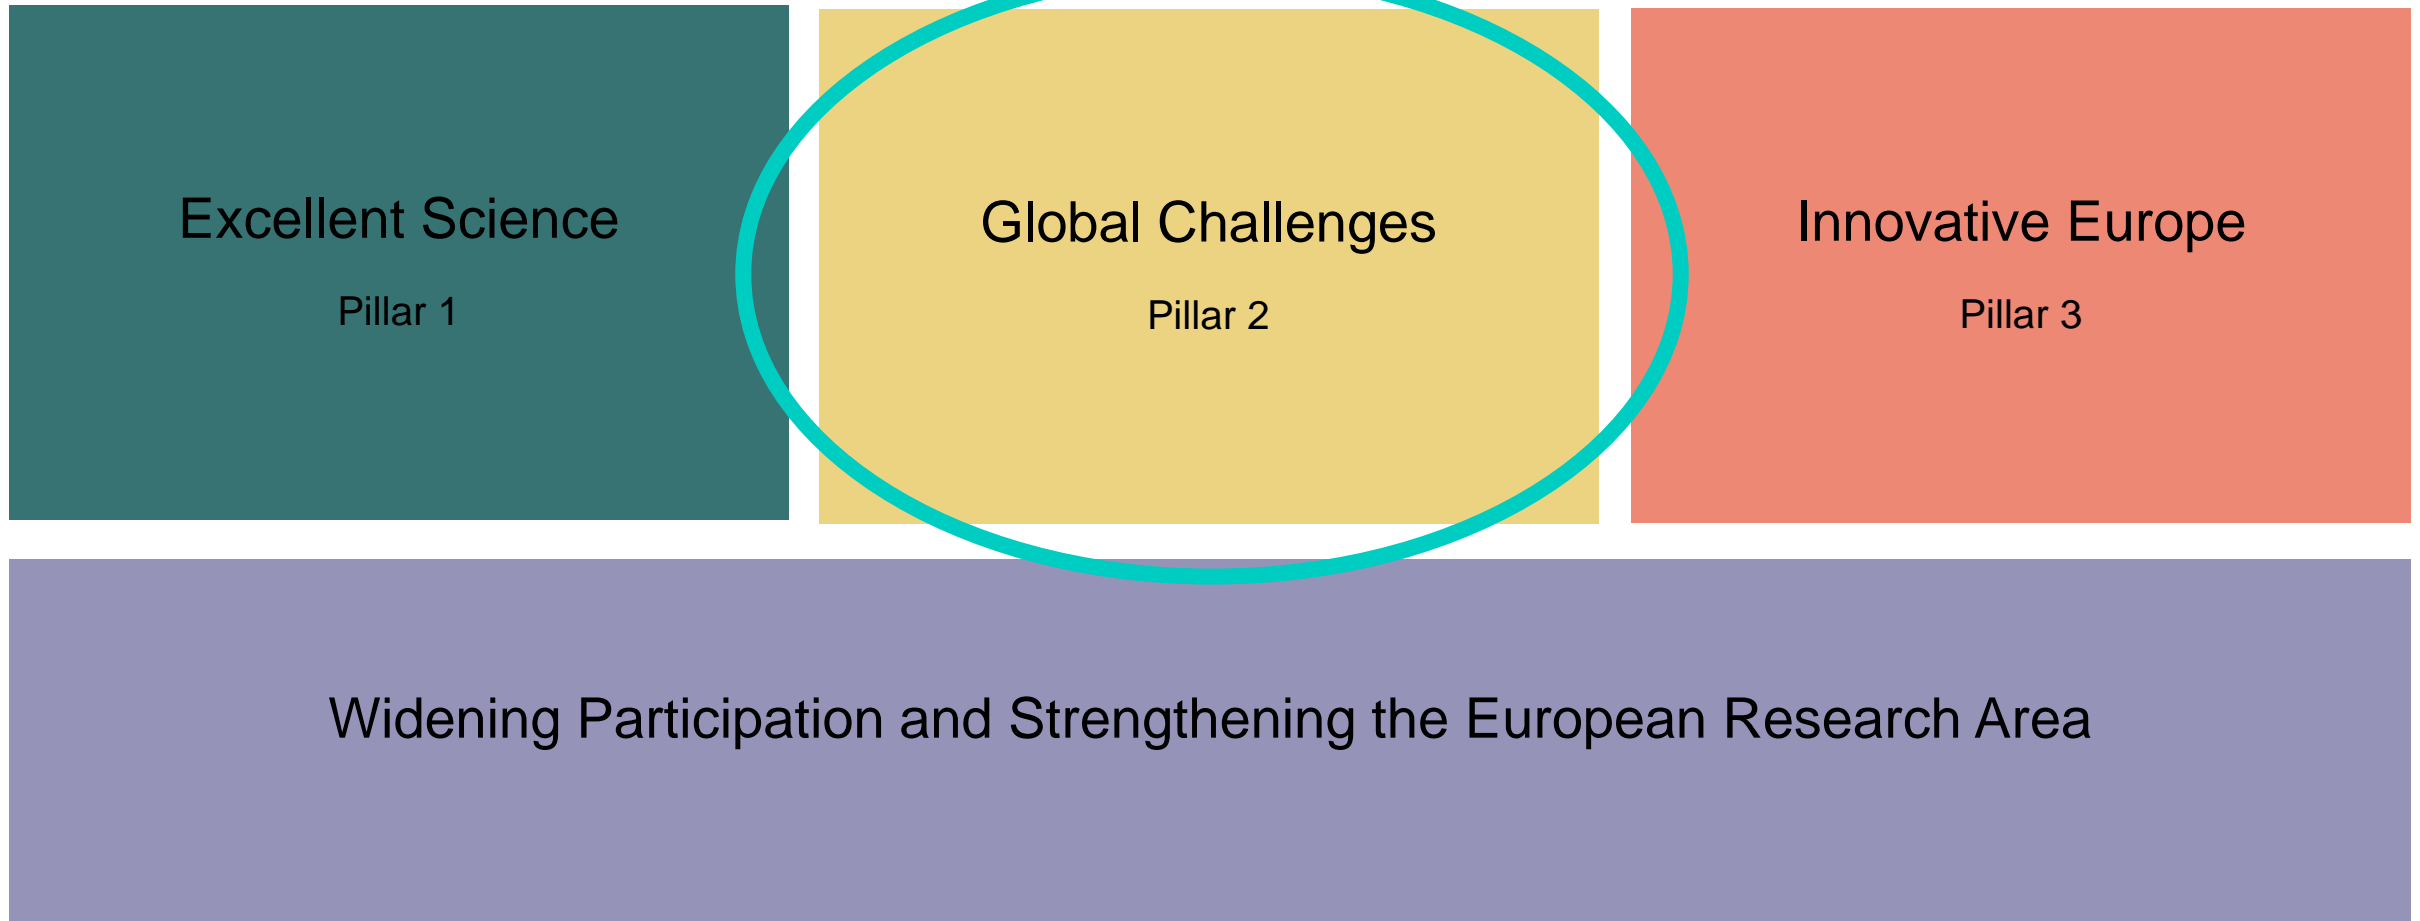 Excellent Science
Pillar 1
Global Challenges
Pillar 2
Innovative Europe
Pillar 3
Widening Participation and Strengthening the European Research Area